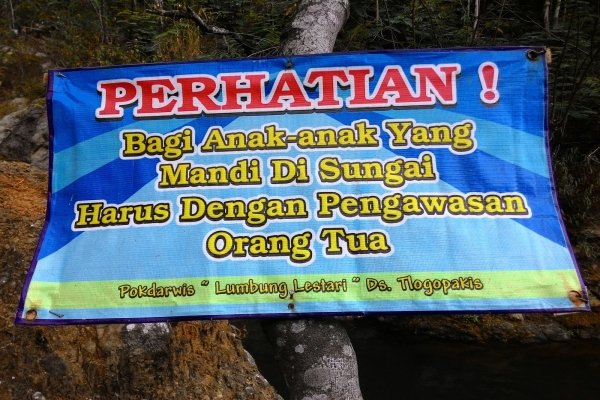 PERHATIAN !
Bagi Anak-anak Yang
Mandi Di Sungai
Harus Dengan Pengawasan
Orang Tua
Pokdarwis " Lumbung Lestari " Ds. Tlogopakis